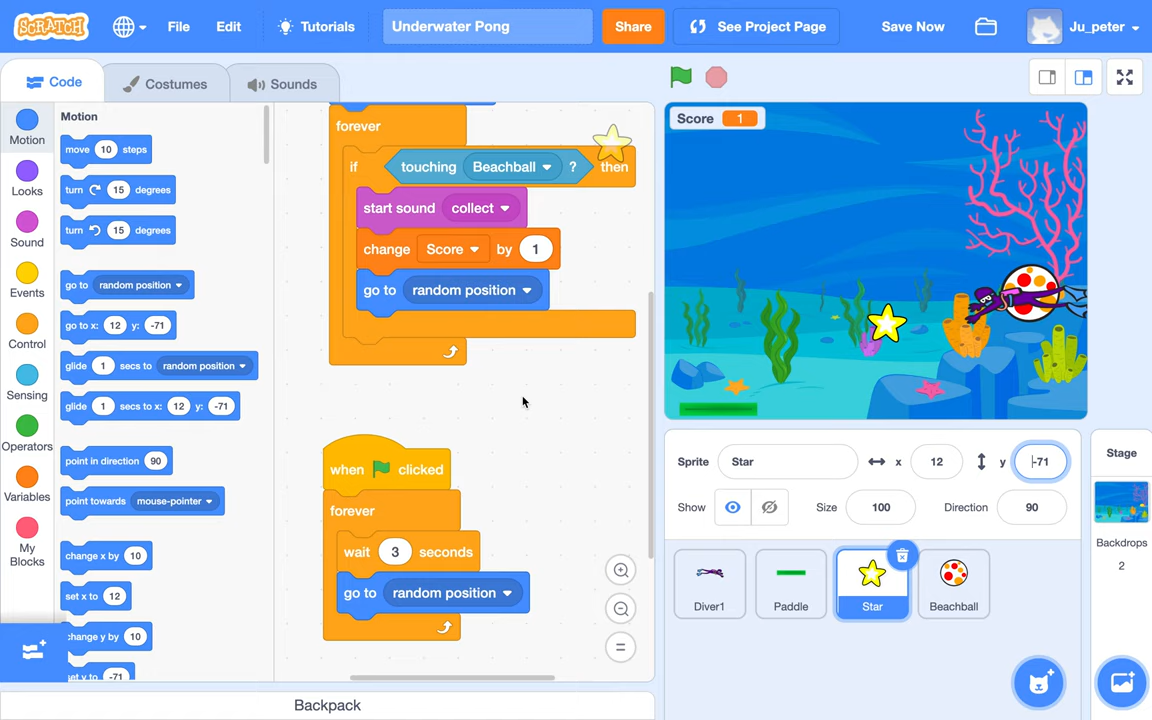 SCRATCH
File
Edit
Tutorials
Underwater Pong
Share
See Project Page
Save Now
Ju_peter
Code
Costumes
Sounds
Motion
Looks
Sound
Events
Control
Sensing
Operators
Variables
My
Blocks
Motion
move 10 steps
turn 15 degrees
turn 15 degrees
go to random position
go to x: 12 y: -71
glide 1 secs to random position
glide 1 secs to x: 12 y: -71
point in direction 90
point towards mouse-pointer
change x by 10
set x to 12
change y by 10
set y to -71
forever
if touching Beachball ? then
start sound collect
change Score by 1
go to random position
when clicked
forever
wait 3 seconds
go to random position
Score 1
Sprite Star x 12 y -71
Show Size 100 Direction 90
Diver1
Paddle
Star
Beachball
Stage
Backdrops
2
Backpack